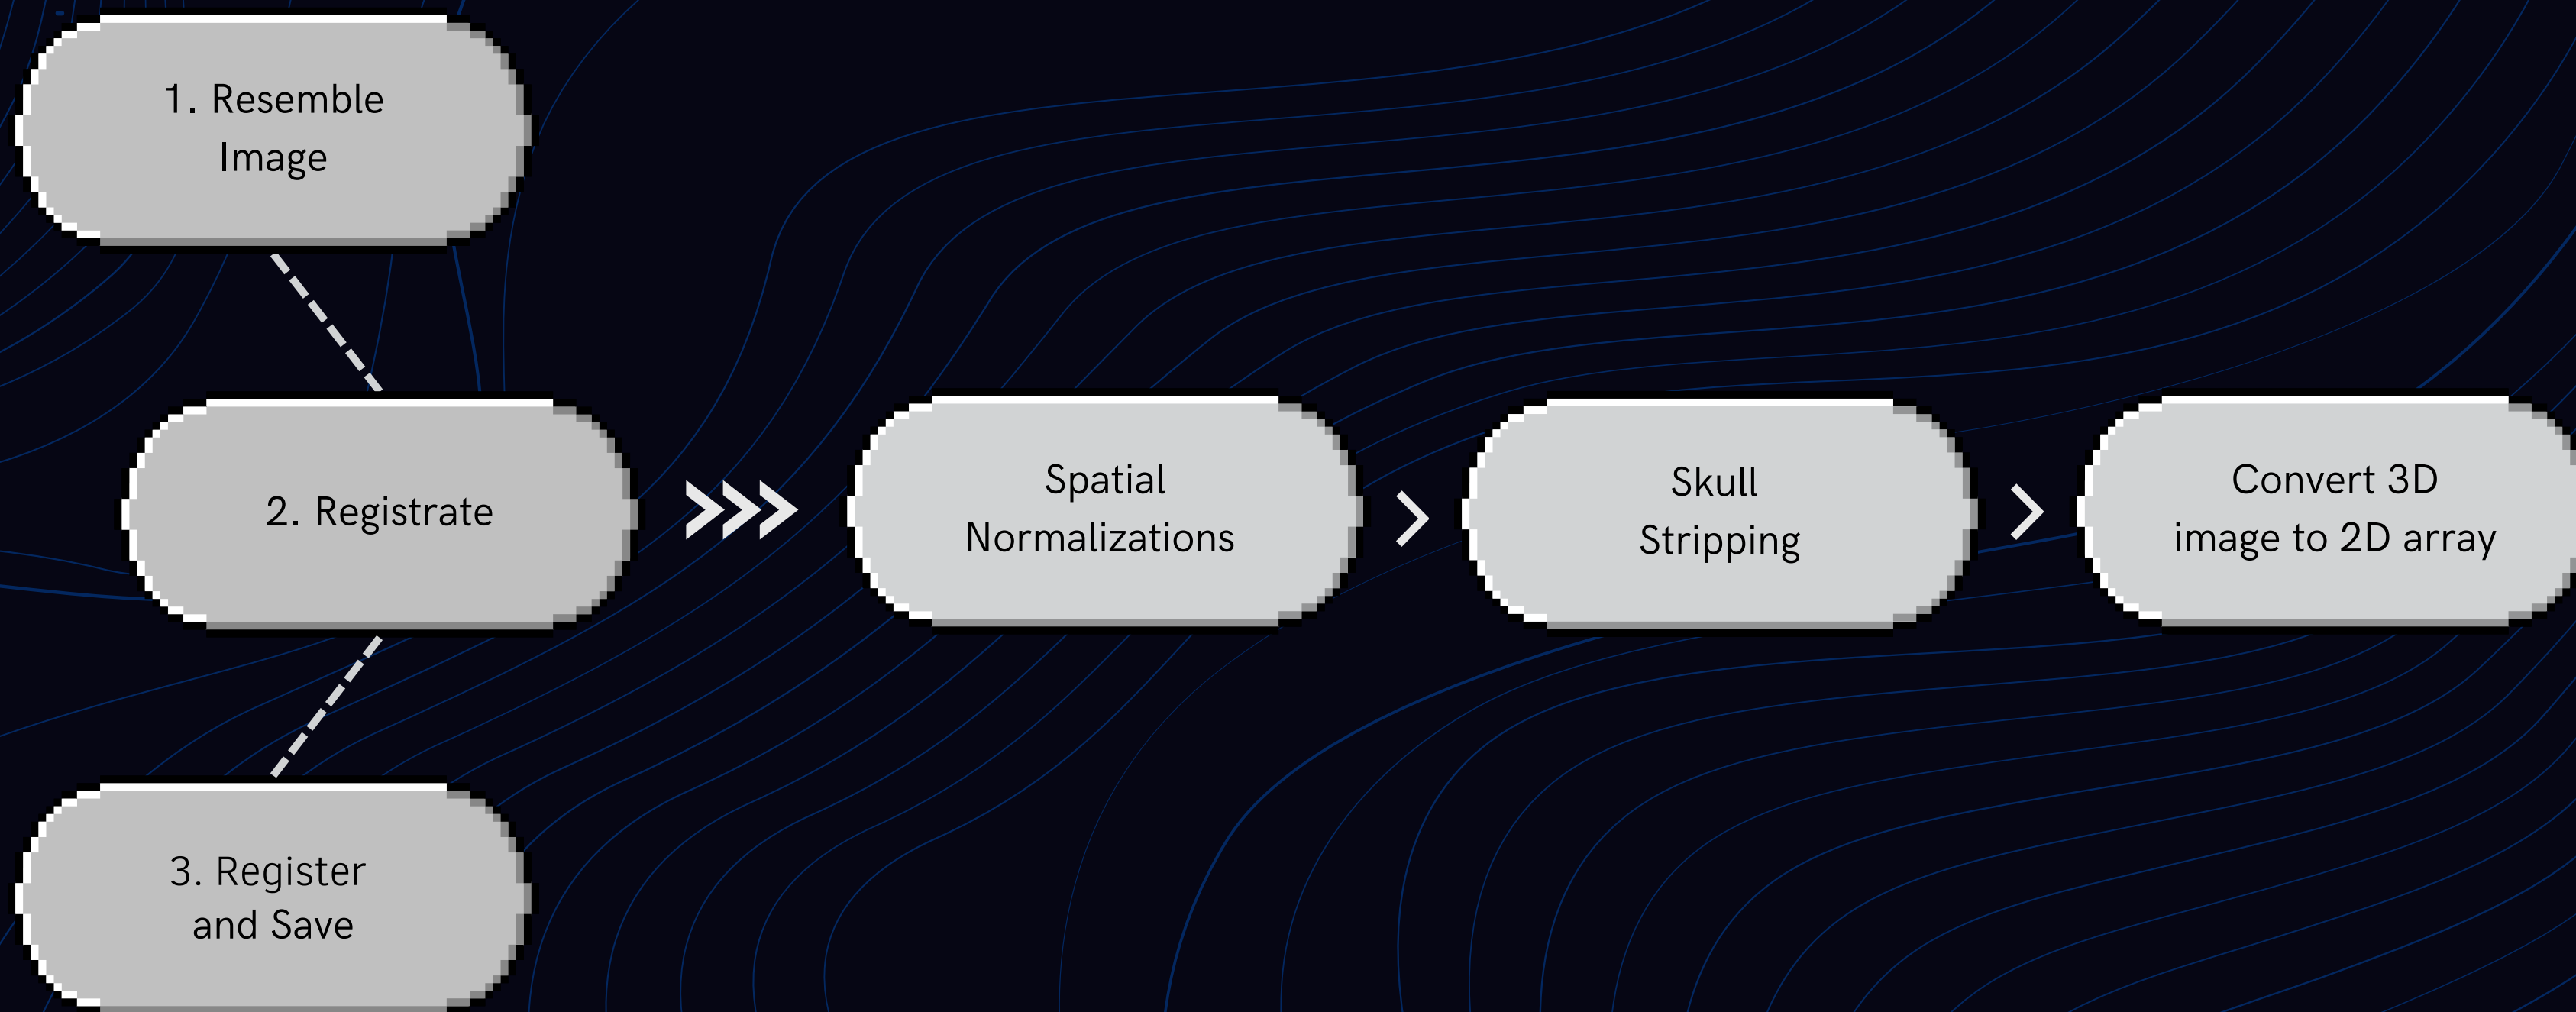 1. Resemble
Image
2. Registrate
3. Register
and Save
Spatial
Normalizations
Skull
Stripping
Convert 3D
image to 2D array